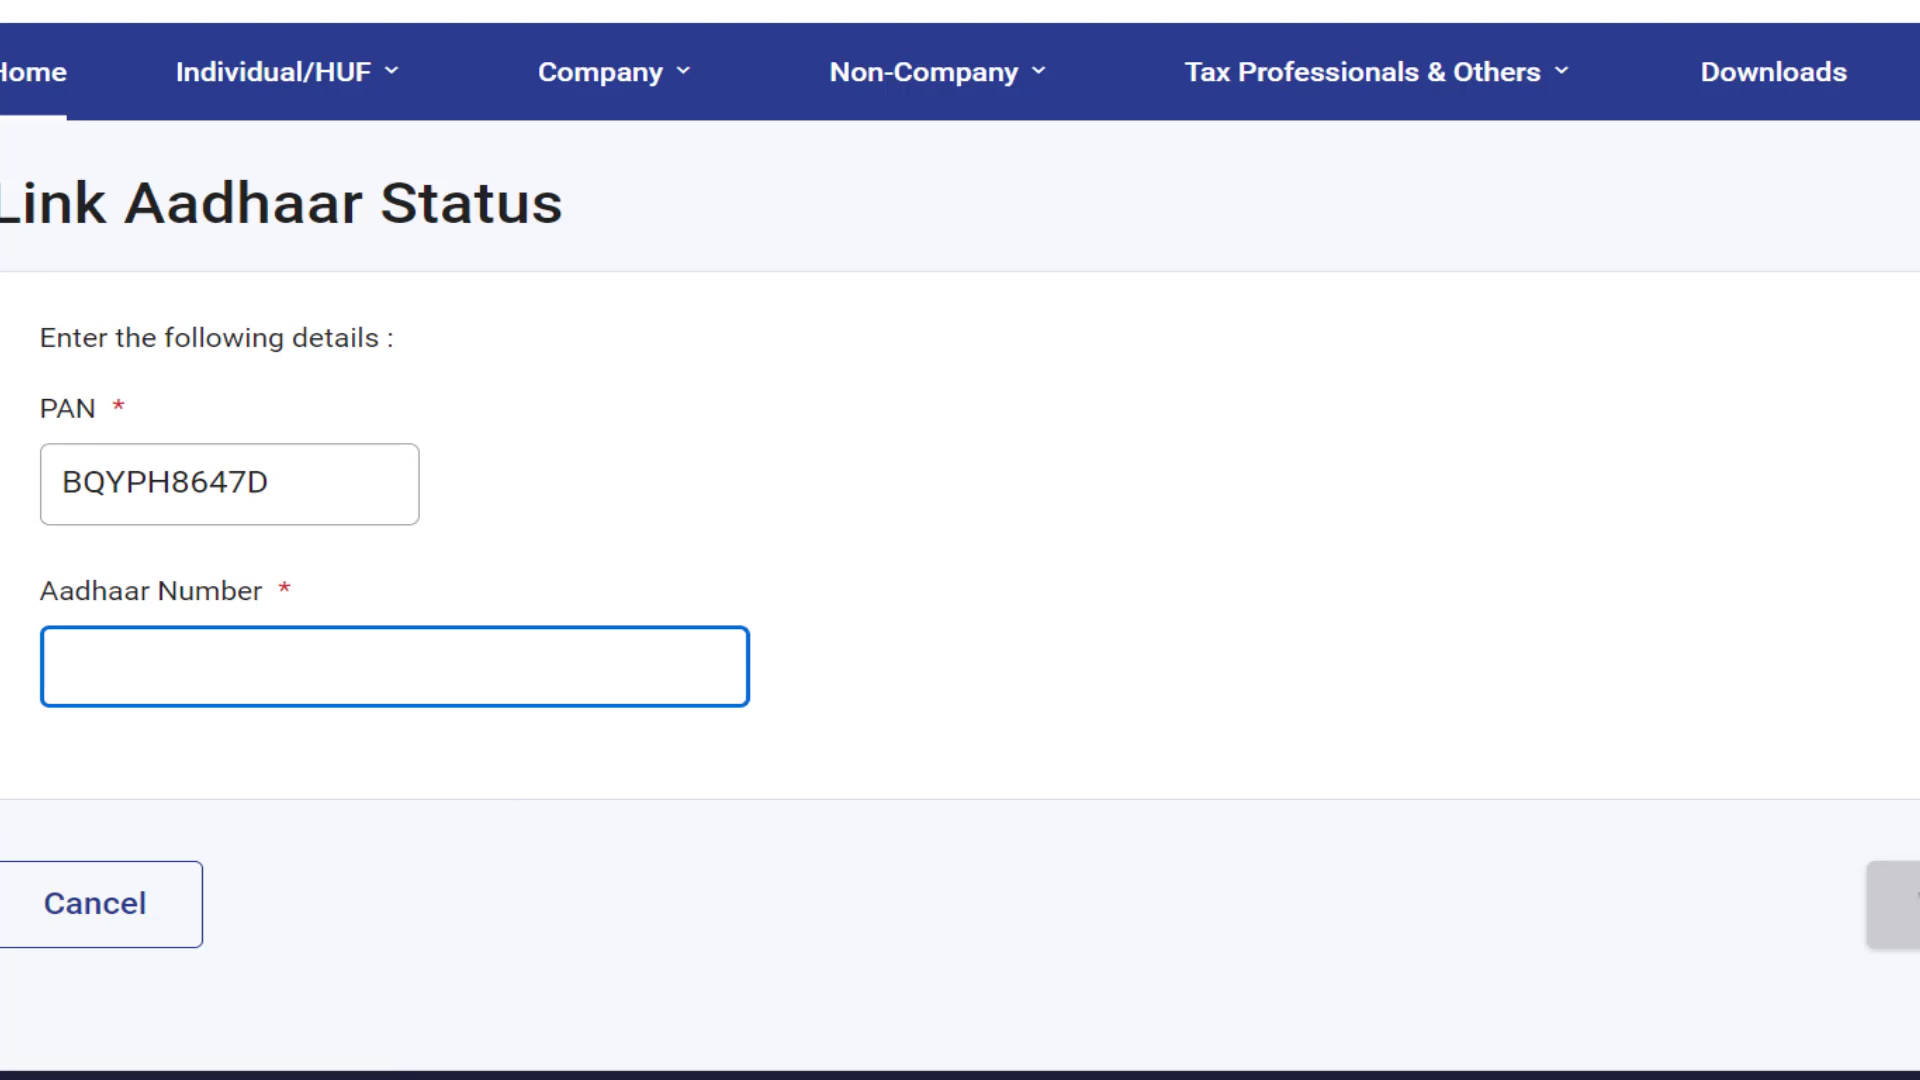 Home Individual/HUF Company Non-Company Tax Professionals & Others Downloads
Link Aadhaar Status
Enter the following details :
PAN *
BQYPH8647D
Aadhaar Number *
Cancel